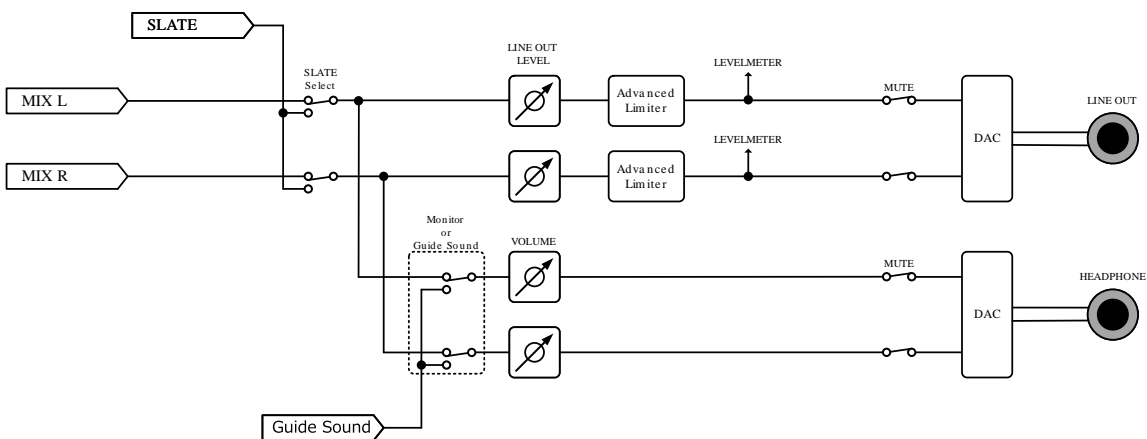 SLATE
SLATE
Select
LINE OUT
LEVEL
LEVELMETER
MIX L
Advanced
Limiter
MUTE
LINE OUT
DAC
LEVELMETER
MIX R
Advanced
Limiter
Monitor
or
Guide Sound
VOLUME
MUTE
HEADPHONE
DAC
Guide Sound